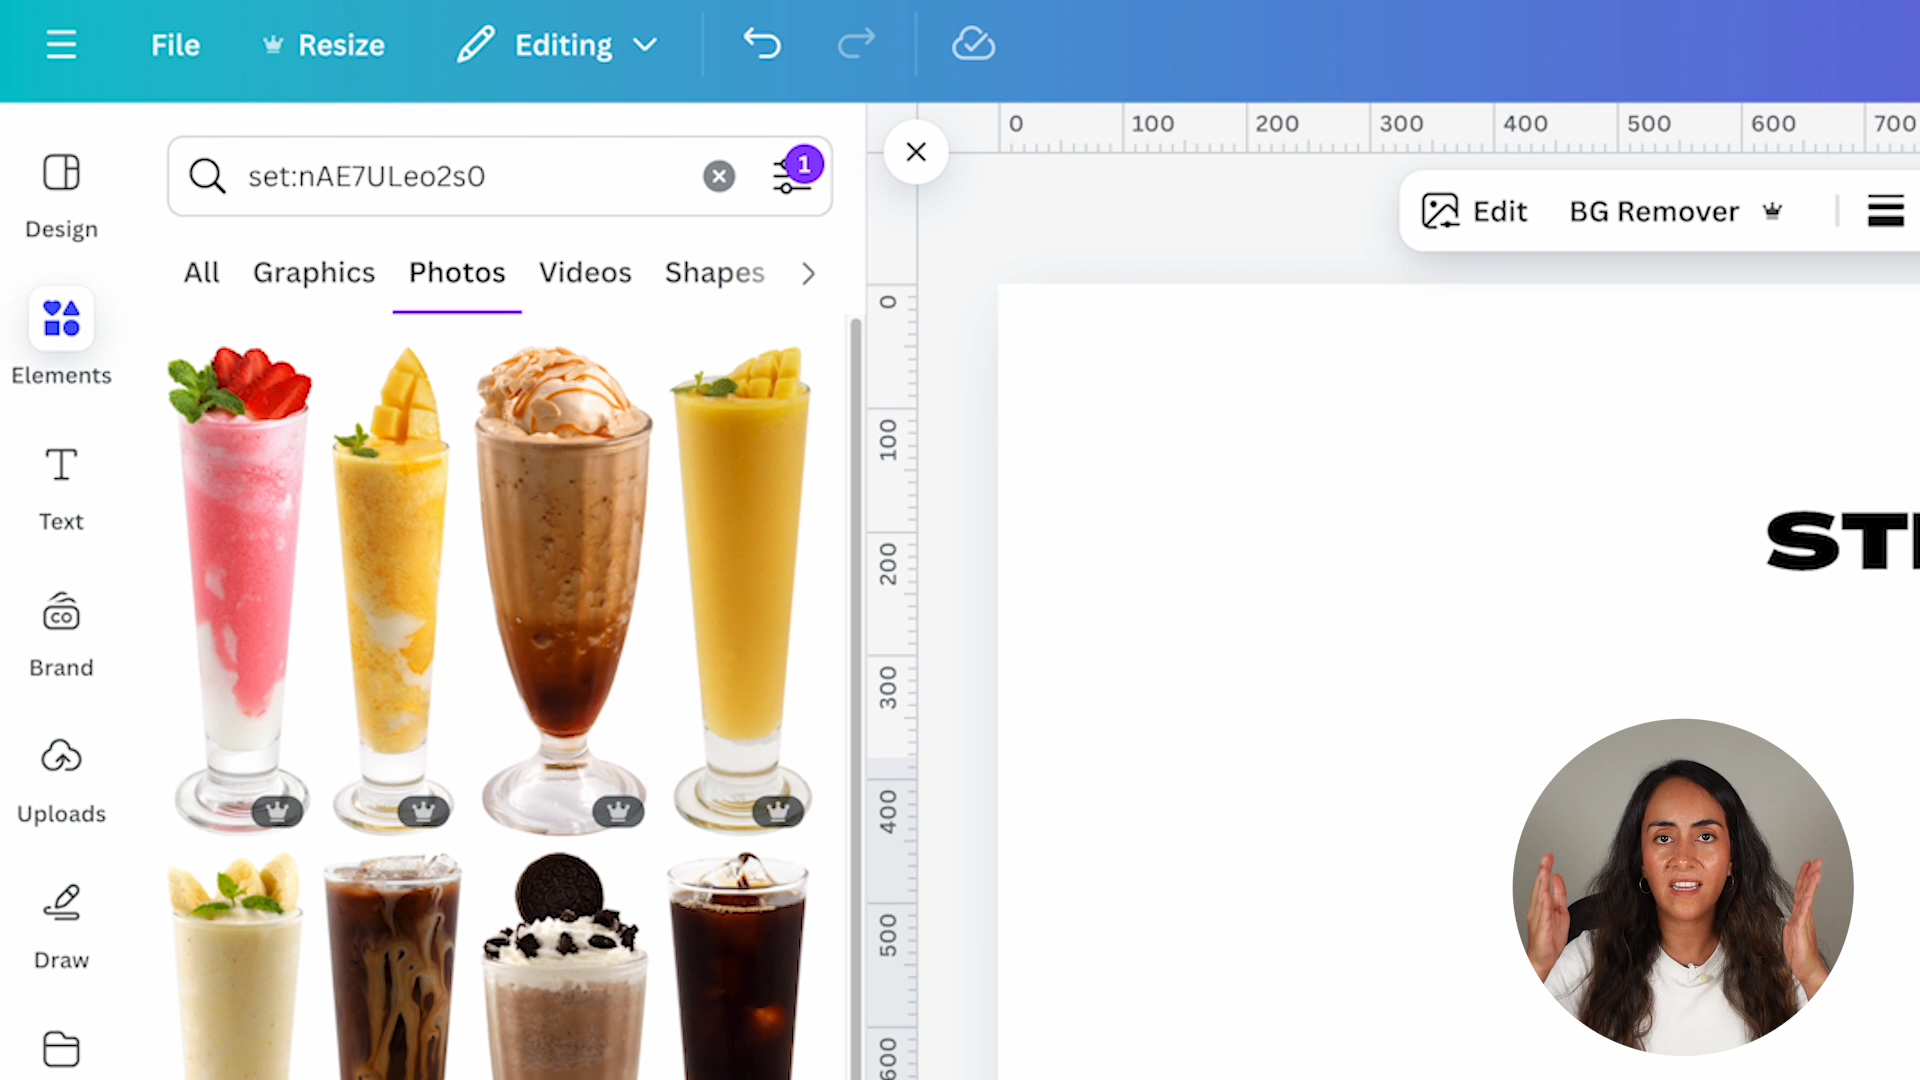 File Resize Editing
set:nAE7ULeo2s0
1
All Graphics Photos Videos Shapes
Design
Elements
Text
CO
Brand
Uploads
Draw
0 100 200 300 400 500 600 700
Edit BG Remover
0
100
200
300
400
500
600